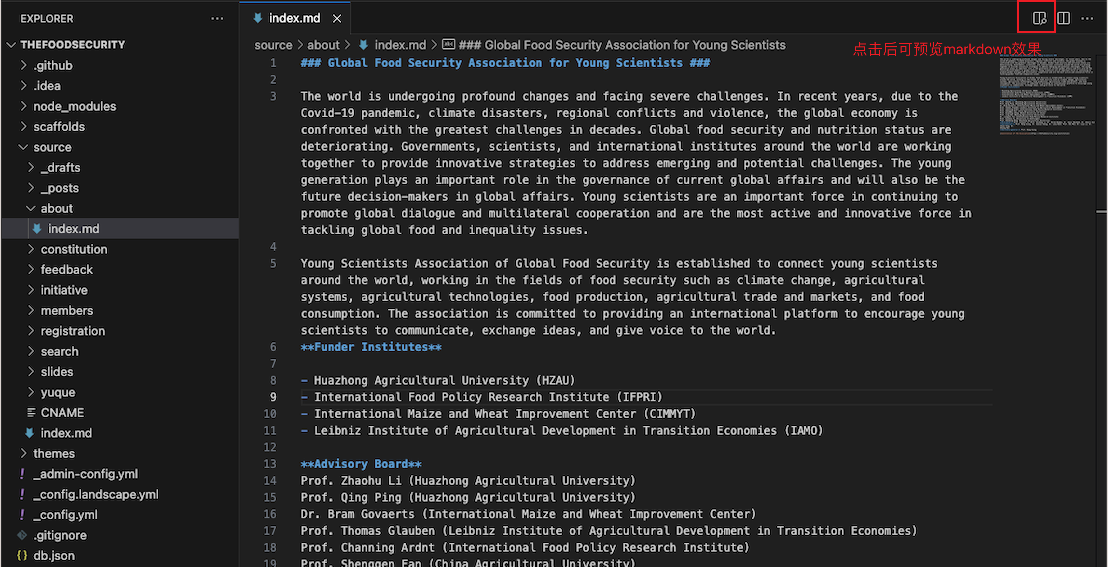 EXPLORER
THEFOODSECURITY
.github
.idea
node_modules
scaffolds
source
_drafts
_posts
about
index.md
constitution
feedback
initiative
members
registration
search
slides
yuque
CNAME
index.md
themes
_admin-config.yml
_config.landscape.yml
_config.yml
.gitignore
db.json
index.md
source > about > index.md > ### Global Food Security Association for Young Scientists
点击后可预览markdown效果
1 ### Global Food Security Association for Young Scientists ###
2
3 The world is undergoing profound changes and facing severe challenges. In recent years, due to the
Covid-19 pandemic, climate disasters, regional conflicts and violence, the global economy is
confronted with the greatest challenges in decades. Global food security and nutrition status are
deteriorating. Governments, scientists, and international institutes around the world are working
together to provide innovative strategies to address emerging and potential challenges. The young
generation plays an important role in the governance of current global affairs and will also be the
future decision-makers in global affairs. Young scientists are an important force in continuing to
promote global dialogue and multilateral cooperation and are the most active and innovative force in
tackling global food and inequality issues.
4
5 Young Scientists Association of Global Food Security is established to connect young scientists
around the world, working in the fields of food security such as climate change, agricultural
systems, agricultural technologies, food production, agricultural trade and markets, and food
consumption. The association is committed to providing an international platform to encourage young
scientists to communicate, exchange ideas, and give voice to the world.
6 **Funder Institutes**
7
8 - Huazhong Agricultural University (HZAU)
9 - International Food Policy Research Institute (IFPRI)
10 - International Maize and Wheat Improvement Center (CIMMYT)
11 - Leibniz Institute of Agricultural Development in Transition Economies (IAMO)
12
13 **Advisory Board**
14 Prof. Zhaohu Li (Huazhong Agricultural University)
15 Prof. Qing Ping (Huazhong Agricultural University)
16 Dr. Bram Govaerts (International Maize and Wheat Improvement Center)
17 Prof. Thomas Glauben (Leibniz Institute of Agricultural Development in Transition Economies)
18 Prof. Channing Ardnt (International Food Policy Research Institute)
19 Prof. Shenggen Fan (China Agricultural University)